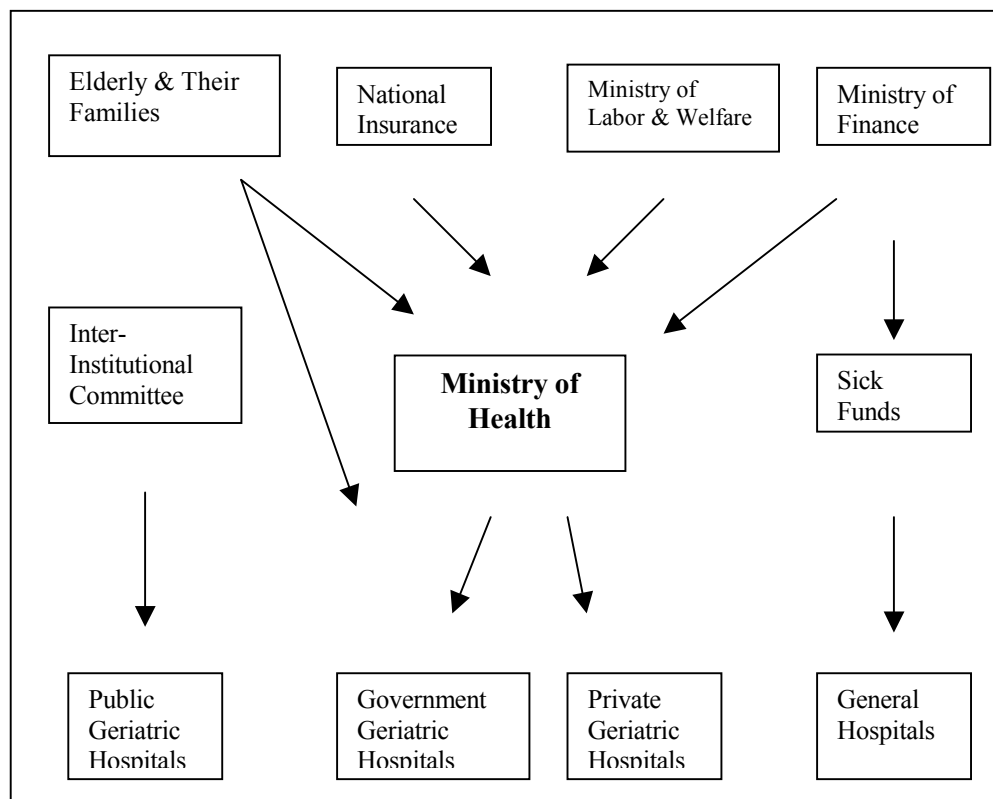 Elderly & Their
Families
National
Insurance
Ministry of
Labor & Welfare
Ministry of
Finance
Inter-
Institutional
Committee
Ministry of
Health
Sick
Funds
Public
Geriatric
Hospitals
Government
Geriatric
Hospitals
Private
Geriatric
Hospitals
General
Hospitals